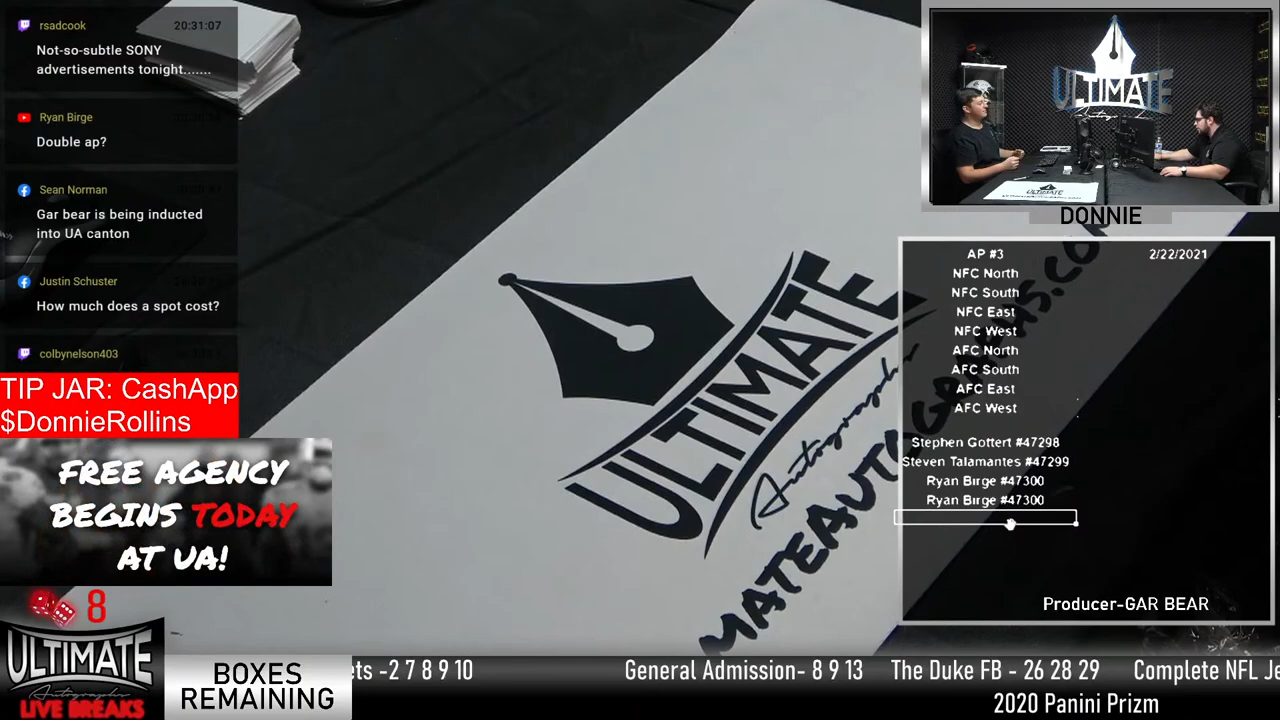 rsadcook 20:31:07
Not-so-subtle SONY
advertisements tonight.......
Ryan Birge
Double ap?
Sean Norman
Gar bear is being inducted
into UA canton
Justin Schuster
How much does a spot cost?
colbynelson403
TIP JAR: CashApp
$DonnieRollins
FREE AGENCY
BEGINS TODAY
AT UA!
8
ULTIMATE
Autographs
LIVE BREAKS
BOXES
REMAINING
ULTIMATE
Autographs
MATEAUTOGRAPHS.COM
ULTIMATE
DONNIE
AP #3 2/22/2021
NFC North
NFC South
NFC East
NFC West
AFC North
AFC South
AFC East
AFC West
Stephen Gottert #47298
Steven Talamantes #47299
Ryan Birge #47300
Ryan Birge #47300
Producer-GAR BEAR
ets -2 7 8 9 10 General Admission- 8 9 13 The Duke FB - 26 28 29 Complete NFL Je
2020 Panini Prizm